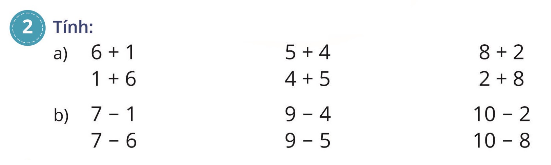 2 Tính:
a) 6 + 1 5 + 4 8 + 2
1 + 6 4 + 5 2 + 8
b) 7 − 1 9 − 4 10 − 2
7 − 6 9 − 5 10 − 8